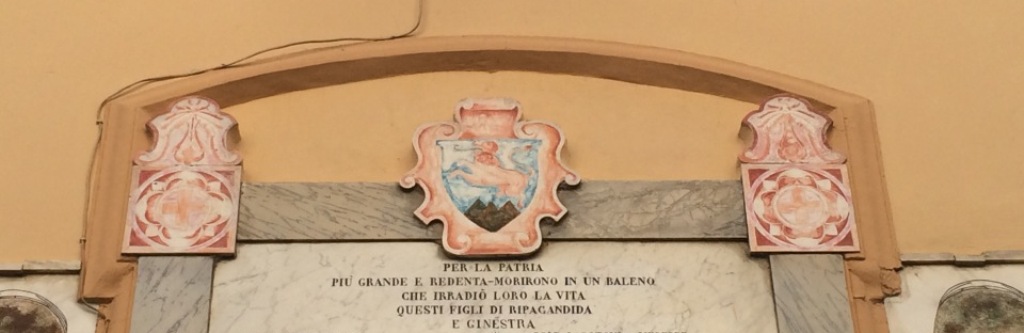 PER LA PATRIA
PIÙ GRANDE E REDENTA-MORIRONO IN UN BALENO
CHE IRRADIÒ LORO LA VITA
QUESTI FIGLI DI RIPACANDIDA
E GINESTRA